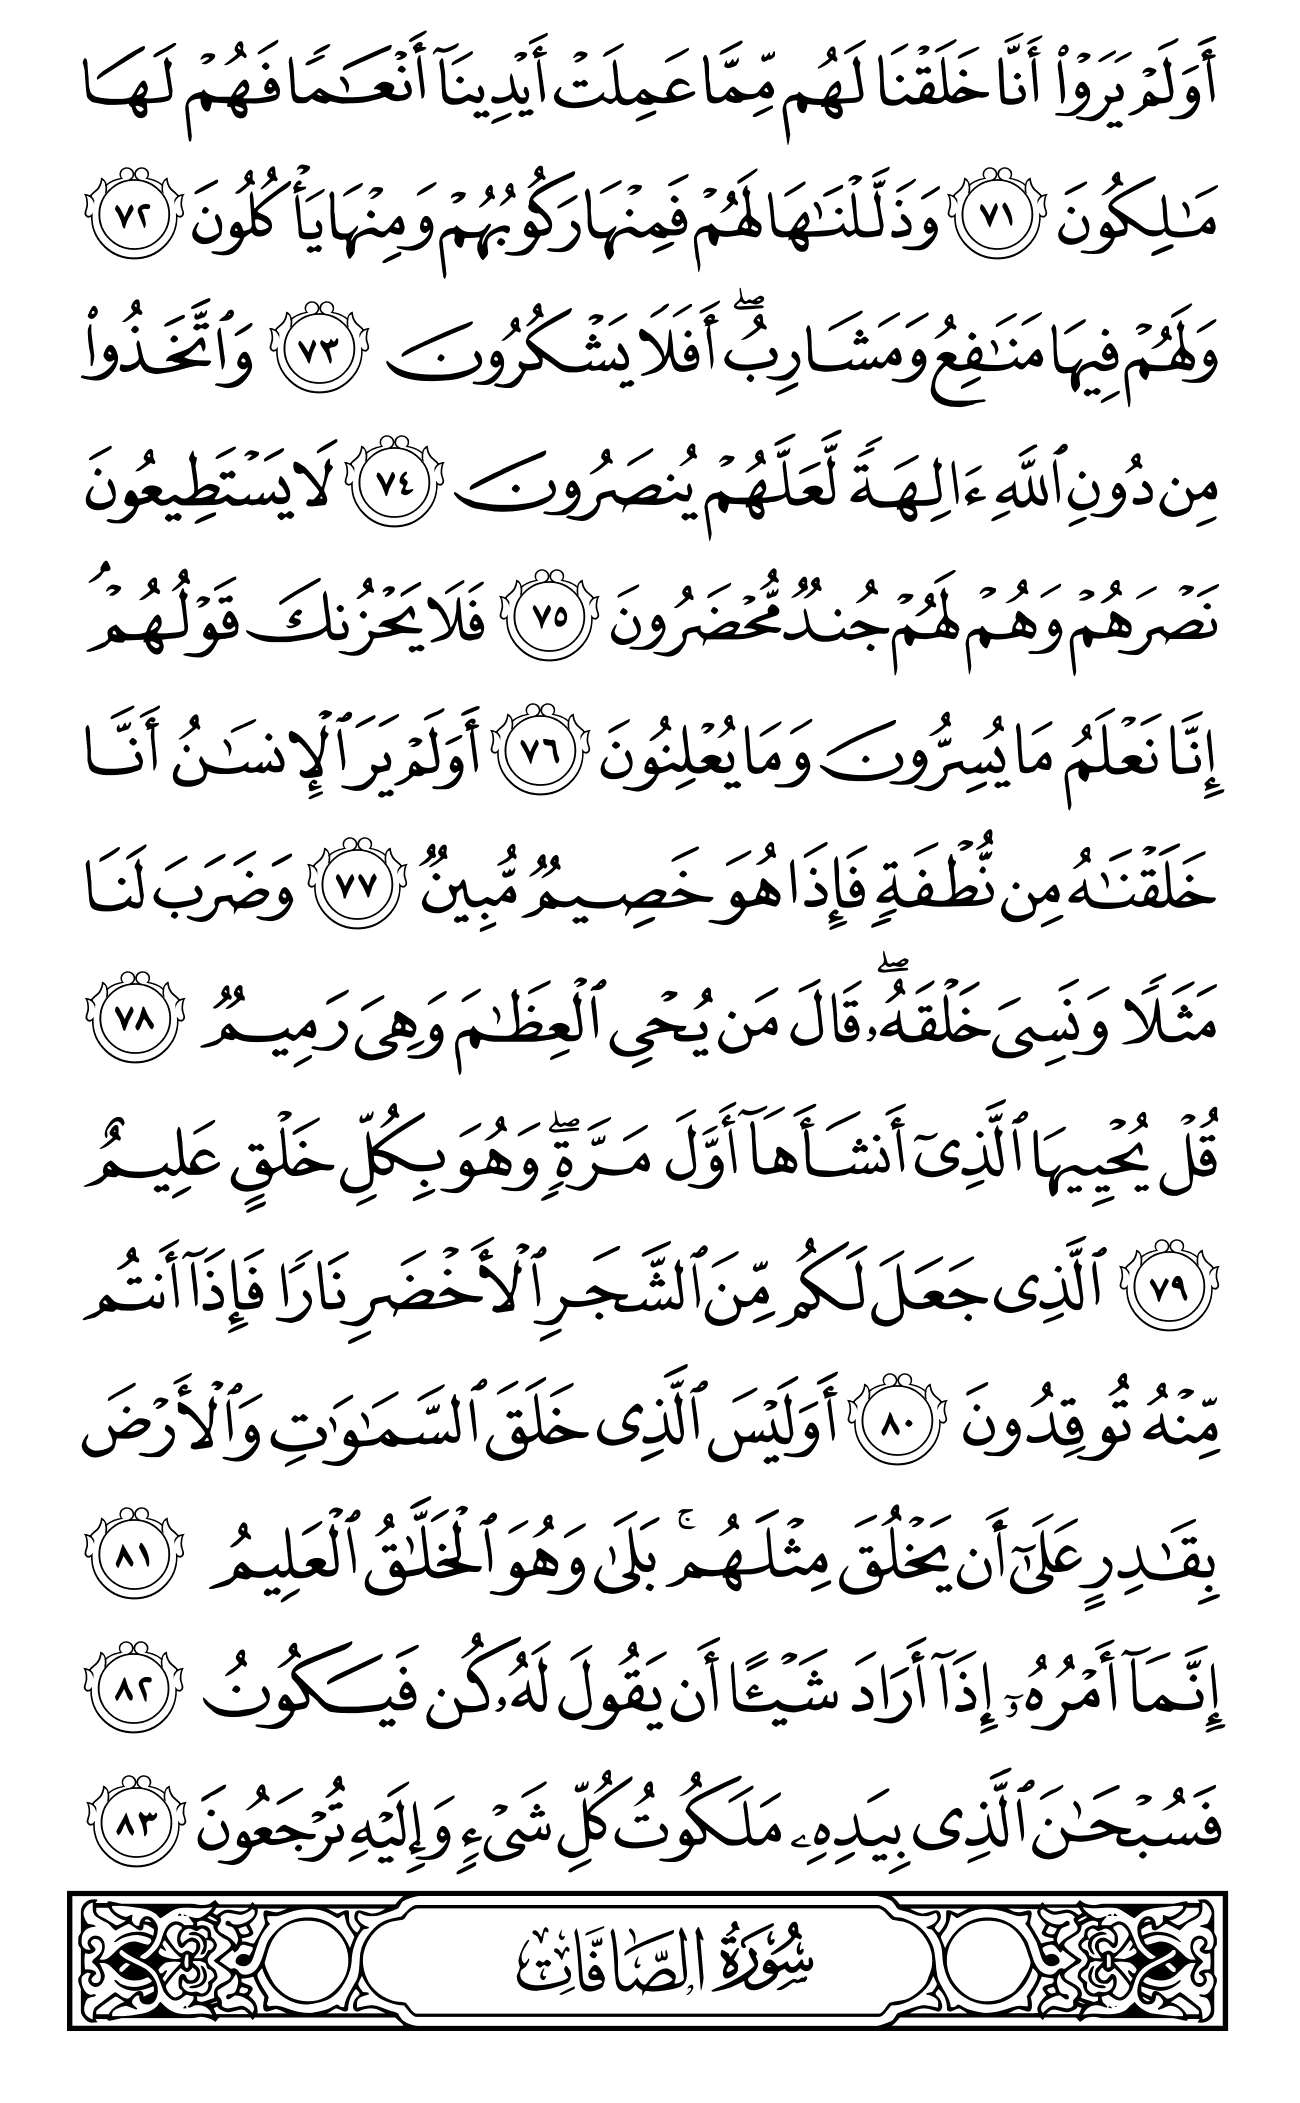 أَوَلَمْ يَرَوْا۟ أَنَّا خَلَقْنَا لَهُم مِّمَّا عَمِلَتْ أَيْدِينَآ أَنْعَـٰمًا فَهُمْ لَهَا
مَـٰلِكُونَ ٧١ وَذَلَّلْنَـٰهَا لَهُمْ فَمِنْهَا رَكُوبُهُمْ وَمِنْهَا يَأْكُلُونَ ٧٢
وَلَهُمْ فِيهَا مَنَـٰفِعُ وَمَشَارِبُ ۖ أَفَلَا يَشْكُرُونَ ٧٣ وَٱتَّخَذُوا۟
مِن دُونِ ٱللَّهِ ءَالِهَةً لَّعَلَّهُمْ يُنصَرُونَ ٧٤ لَا يَسْتَطِيعُونَ
نَصْرَهُمْ وَهُمْ لَهُمْ جُندٌ مُّحْضَرُونَ ٧٥ فَلَا يَحْزُنكَ قَوْلُهُمْ ۘ
إِنَّا نَعْلَمُ مَا يُسِرُّونَ وَمَا يُعْلِنُونَ ٧٦ أَوَلَمْ يَرَ ٱلْإِنسَـٰنُ أَنَّا
خَلَقْنَـٰهُ مِن نُّطْفَةٍ فَإِذَا هُوَ خَصِيمٌ مُّبِينٌ ٧٧ وَضَرَبَ لَنَا
مَثَلًا وَنَسِىَ خَلْقَهُۥ ۖ قَالَ مَن يُحْىِ ٱلْعِظَـٰمَ وَهِىَ رَمِيمٌ ٧٨
قُلْ يُحْيِيهَا ٱلَّذِىٓ أَنشَأَهَآ أَوَّلَ مَرَّةٍ ۖ وَهُوَ بِكُلِّ خَلْقٍ عَلِيمٌ
٧٩ ٱلَّذِى جَعَلَ لَكُم مِّنَ ٱلشَّجَرِ ٱلْأَخْضَرِ نَارًا فَإِذَآ أَنتُم
مِّنْهُ تُوقِدُونَ ٨٠ أَوَلَيْسَ ٱلَّذِى خَلَقَ ٱلسَّمَـٰوَٰتِ وَٱلْأَرْضَ
بِقَـٰدِرٍ عَلَىٰٓ أَن يَخْلُقَ مِثْلَهُم ۚ بَلَىٰ وَهُوَ ٱلْخَلَّـٰقُ ٱلْعَلِيمُ ٨١
إِنَّمَآ أَمْرُهُۥٓ إِذَآ أَرَادَ شَيْـًٔا أَن يَقُولَ لَهُۥ كُن فَيَكُونُ ٨٢
فَسُبْحَـٰنَ ٱلَّذِى بِيَدِهِۦ مَلَكُوتُ كُلِّ شَىْءٍ وَإِلَيْهِ تُرْجَعُونَ ٨٣
سُورَةُ الصَّافَّاتِ